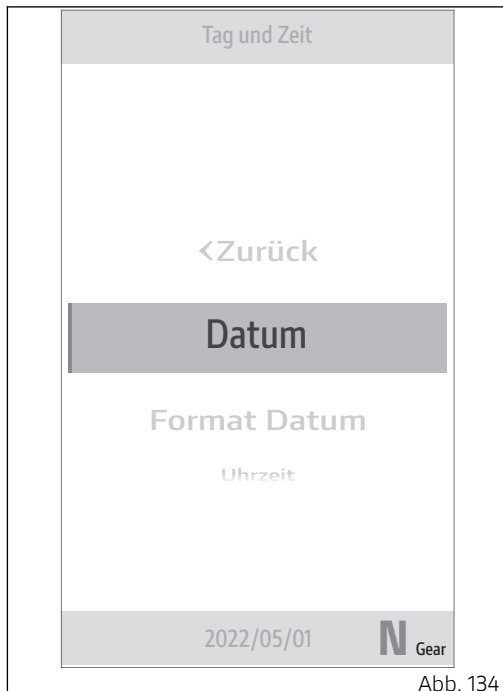 Tag und Zeit
<Zurück
Datum
Format Datum
Uhrzeit
2022/05/01 N Gear
Abb. 134